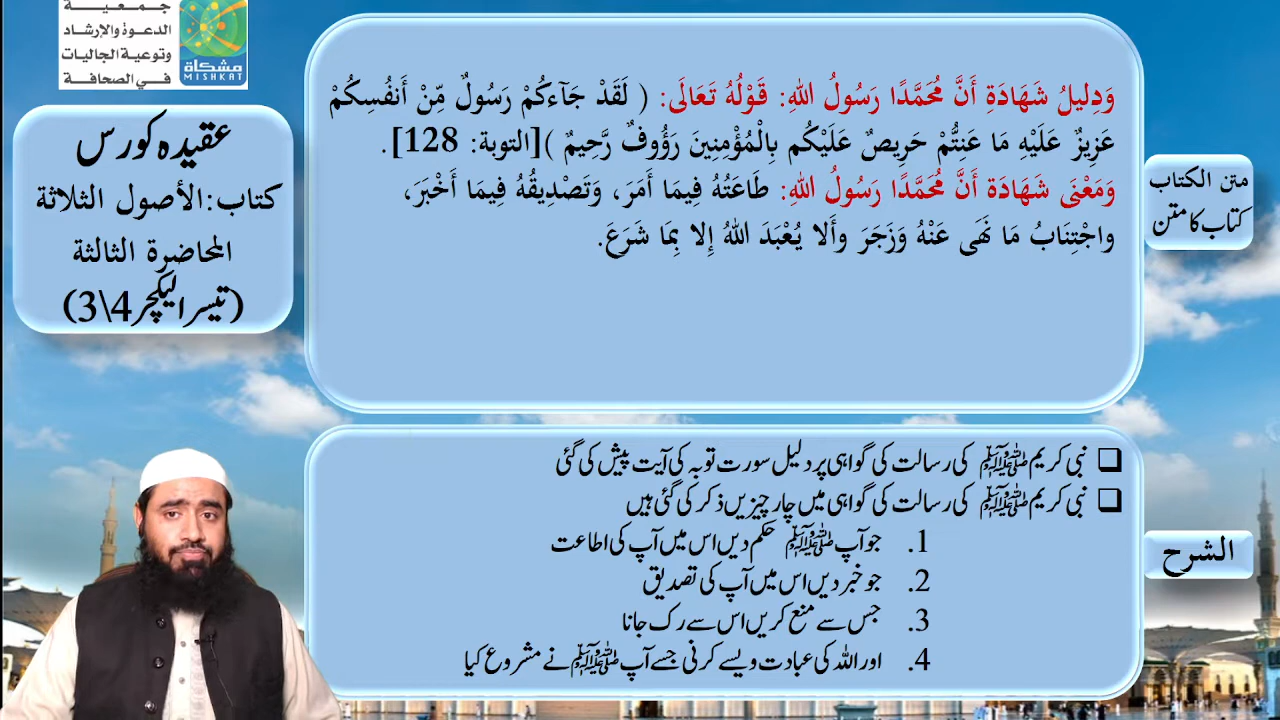 جمعية
الدعوة والإرشاد
وتوعية الجاليات
في الصحافة
مشكاة
MISHKAT
عقیدہ کورس
كتاب:الأصول الثلاثة
المحاضرة الثالثة
(تیسرا لیکچر 4\3)
وَدِليلُ شَهَادَةِ أَنَّ مُحَمَّدًا رَسُولُ اللهِ: قَوْلُهُ تَعَالَى: ( لَقَدْ جَآءكُمْ رَسُولٌ مِّنْ أَنفُسِكُمْ
عَزِيزٌ عَلَيْهِ مَا عَنِتُّمْ حَرِيصٌ عَلَيْكُم بِالْمُؤْمِنِينَ رَؤُوفٌ رَّحِيمٌ )[التوبة: 128].
وَمَعْنَى شَهَادَة أَنَّ مُحَمَّدًا رَسُولُ اللهِ: طَاعَتُهُ فِيمَا أَمَرَ، وَتَصْدِيقُهُ فِيمَا أَخْبَرَ،
واجْتِنَابُ مَا نَهَى عَنْهُ وَزَجَرَ وأَلا يُعْبَدَ اللهُ إِلا بِمَا شَرَعَ.
متن الكتاب
کتاب کا متن
❑ نبی کریم ﷺ کی رسالت کی گواہی پر دلیل سورت توبہ کی آیت پیش کی گئی
❑ نبی کریم ﷺ کی رسالت کی گواہی میں چار چیزیں ذکر کی گئی ہیں
1. جو آپ ﷺ حکم دیں اس میں آپ کی اطاعت
2. جو خبر دیں اس میں آپ کی تصدیق
3. جس سے منع کریں اس سے رک جانا
4. اور اللہ کی عبادت ویسے کرنی جسے آپ ﷺ نے مشروع کیا
الشرح